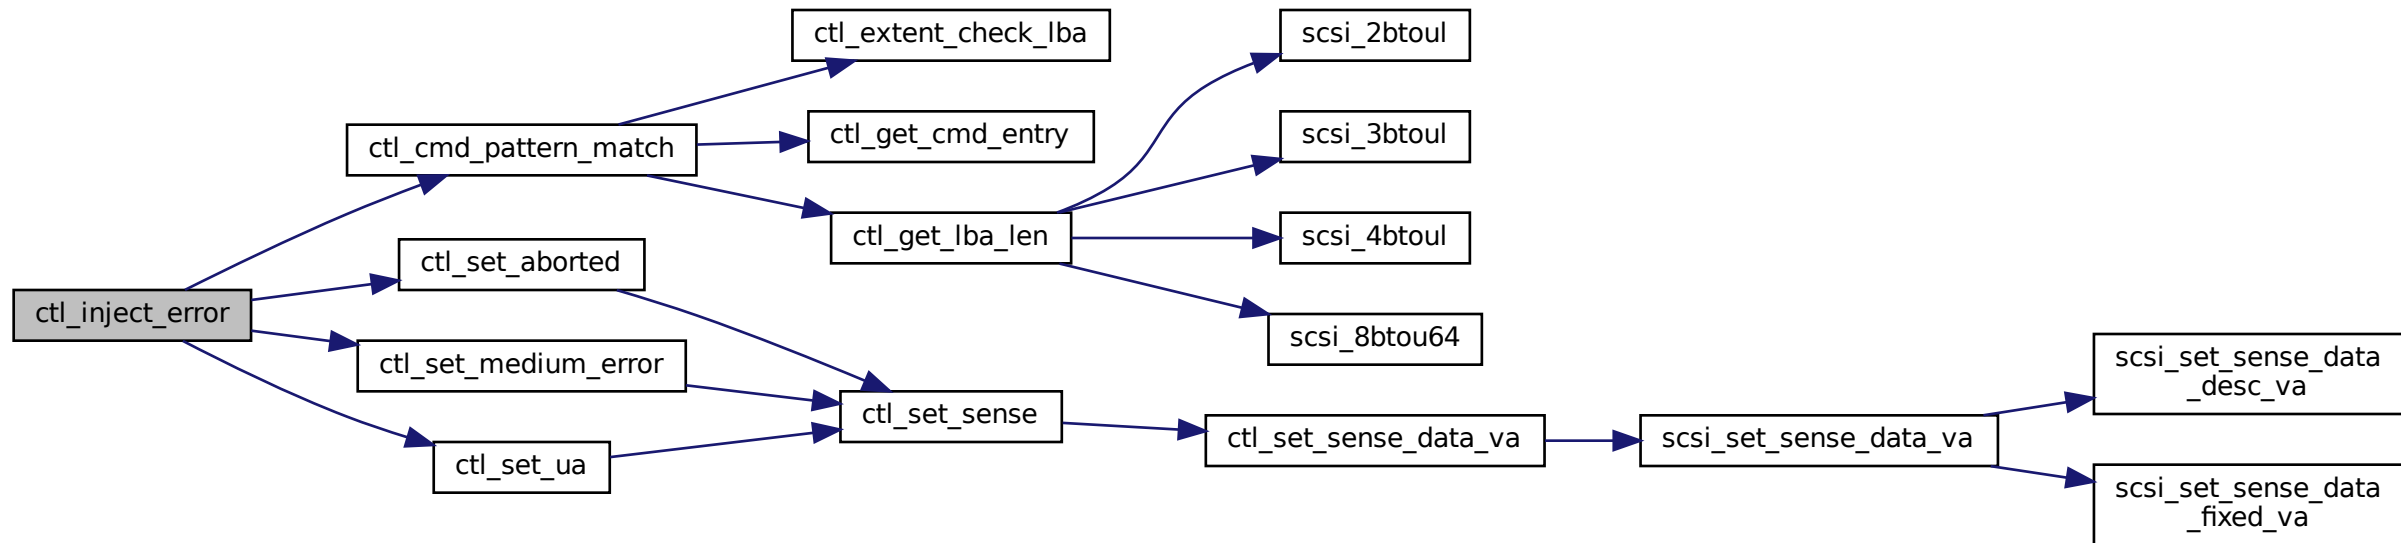 ctl_inject_error
ctl_cmd_pattern_match
ctl_set_aborted
ctl_set_medium_error
ctl_set_ua
ctl_extent_check_lba
ctl_get_cmd_entry
ctl_get_lba_len
ctl_set_sense
scsi_2btoul
scsi_3btoul
scsi_4btoul
scsi_8btou64
ctl_set_sense_data_va
scsi_set_sense_data_va
scsi_set_sense_data
_desc_va
scsi_set_sense_data
_fixed_va